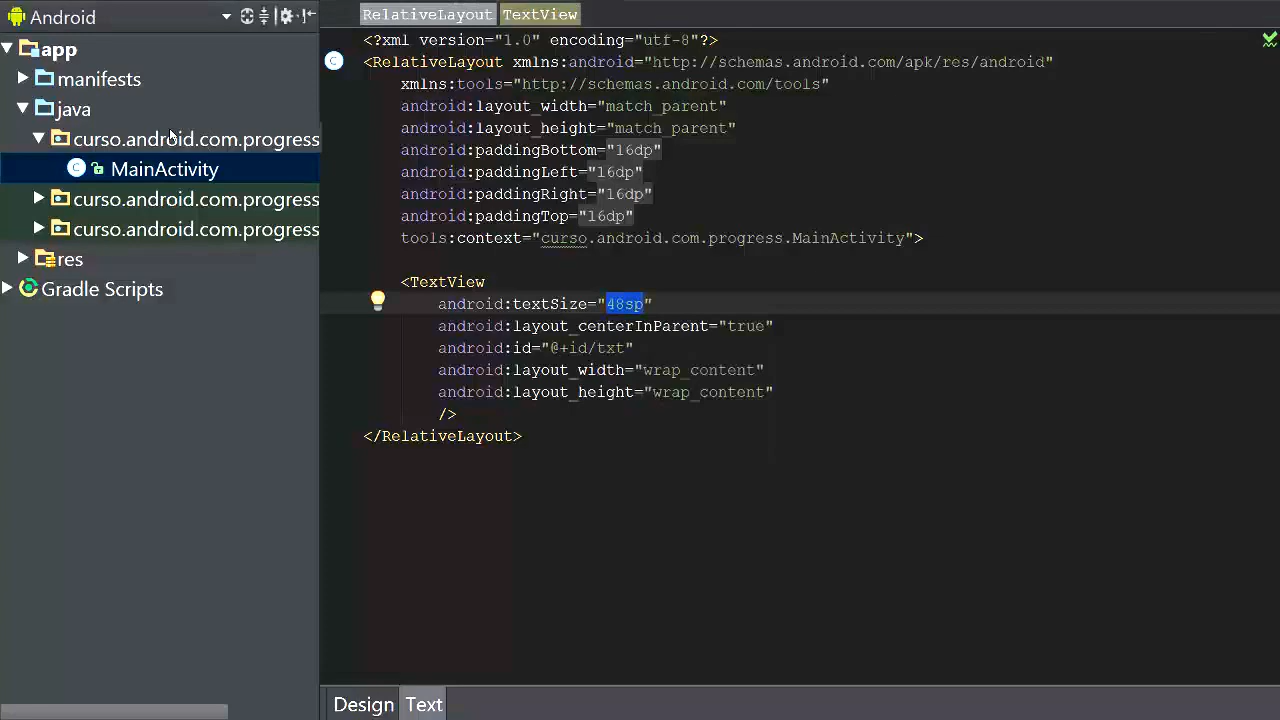 Android
app
manifests
java
curso.android.com.progress
MainActivity
curso.android.com.progress
curso.android.com.progress
res
Gradle Scripts
RelativeLayout TextView
<?xml version="1.0" encoding="utf-8"?>
<RelativeLayout xmlns:android="http://schemas.android.com/apk/res/android"
xmlns:tools="http://schemas.android.com/tools"
android:layout_width="match_parent"
android:layout_height="match_parent"
android:paddingBottom="16dp"
android:paddingLeft="16dp"
android:paddingRight="16dp"
android:paddingTop="16dp"
tools:context="curso.android.com.progress.MainActivity">
<TextView
android:textSize="48sp"
android:layout_centerInParent="true"
android:id="@+id/txt"
android:layout_width="wrap_content"
android:layout_height="wrap_content"
/>
</RelativeLayout>
Design Text